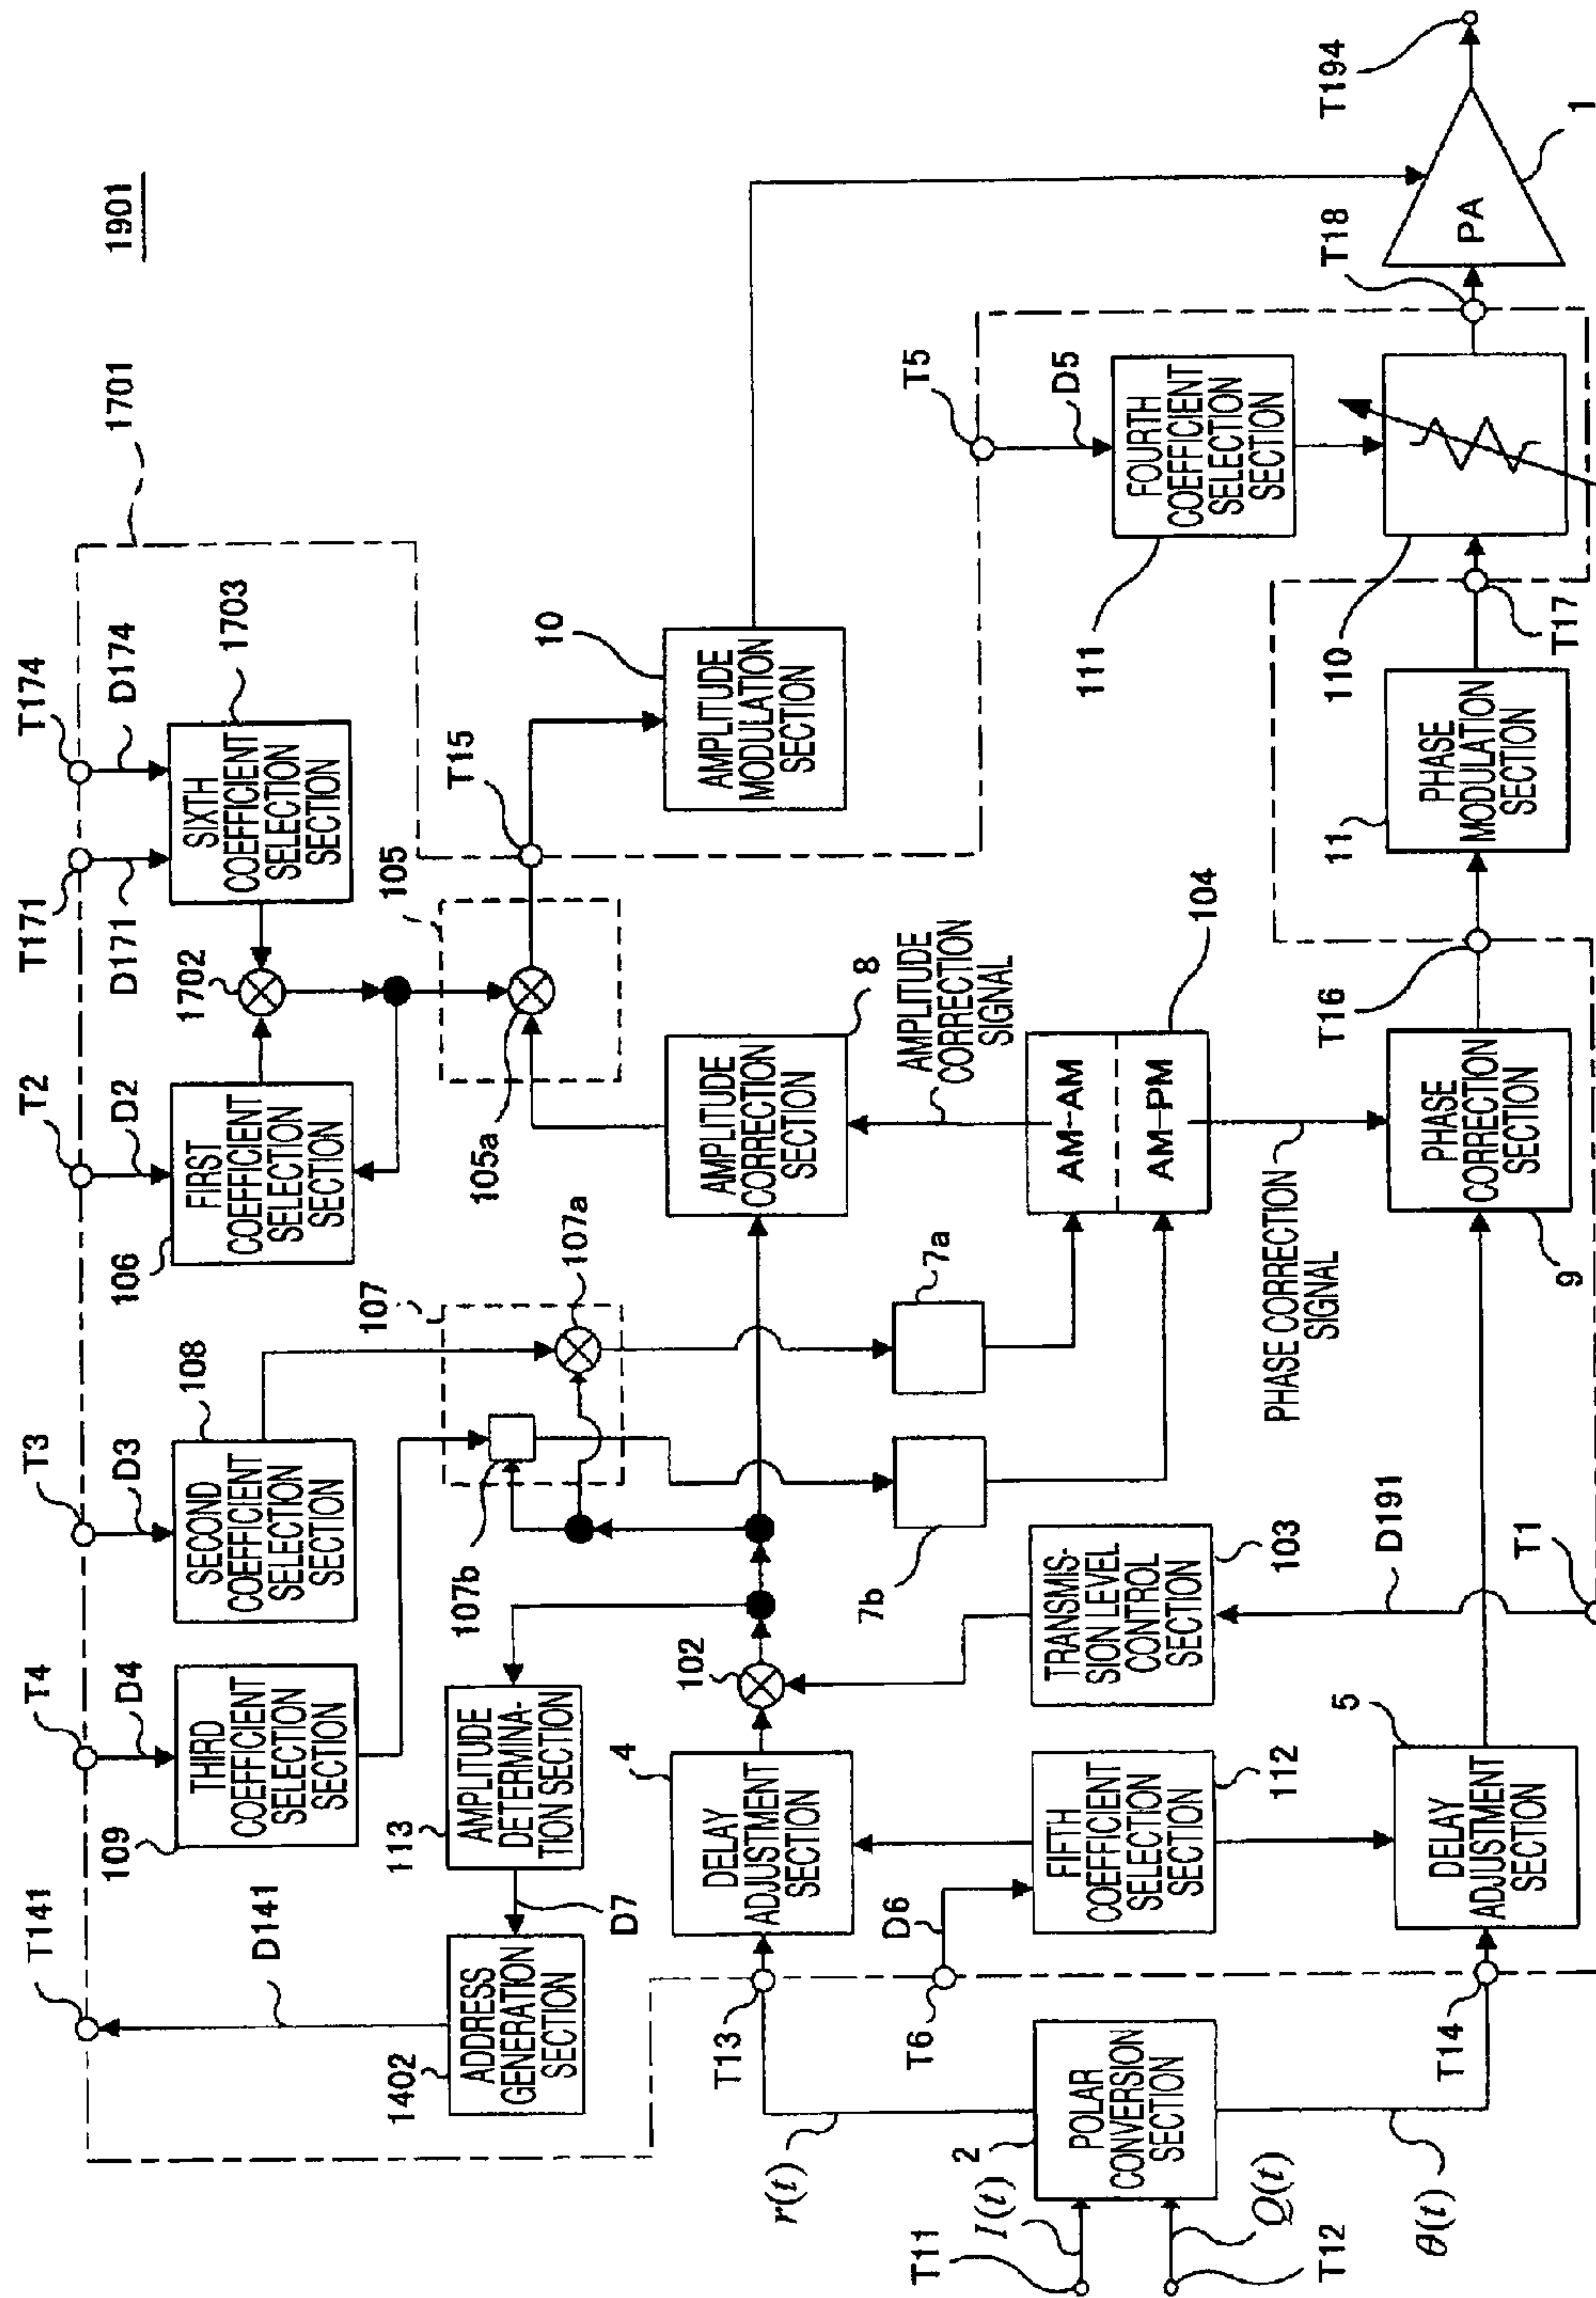 1901
1701
T141
D141
T4
D4
T3
D3
T2
D2
T171
D171
T174
D174
109
THIRD
COEFFICIENT
SELECTION
SECTION
108
SECOND
COEFFICIENT
SELECTION
SECTION
106
FIRST
COEFFICIENT
SELECTION
SECTION
1702
1703
SIXTH
COEFFICIENT
SELECTION
SECTION
1402
ADDRESS
GENERATION
SECTION
D7
113
AMPLITUDE
DETERMINA-
TION SECTION
107b
107
107a
105a
105
T15
10
AMPLITUDE
MODULATION
SECTION
T13
r(t)
4
DELAY
ADJUSTMENT
SECTION
102
8
AMPLITUDE
CORRECTION
SECTION
7b
7a
AMPLITUDE
CORRECTION
SIGNAL
T5
D5
T6
D6
T11
I(t)
2
POLAR
CONVERSION
SECTION
Q(t)
T12
FIFTH
COEFFICIENT
SELECTION
SECTION
112
TRANSMIS-
SION LEVEL
CONTROL
SECTION
103
AM-AM
AM-PM
104
111
FOURTH
COEFFICIENT
SELECTION
SECTION
PHASE CORRECTION
SIGNAL
D191
T1
θ(t)
T14
5
DELAY
ADJUSTMENT
SECTION
9
PHASE
CORRECTION
SECTION
T16
11
PHASE
MODULATION
SECTION
T17
110
T18
PA
1
T194